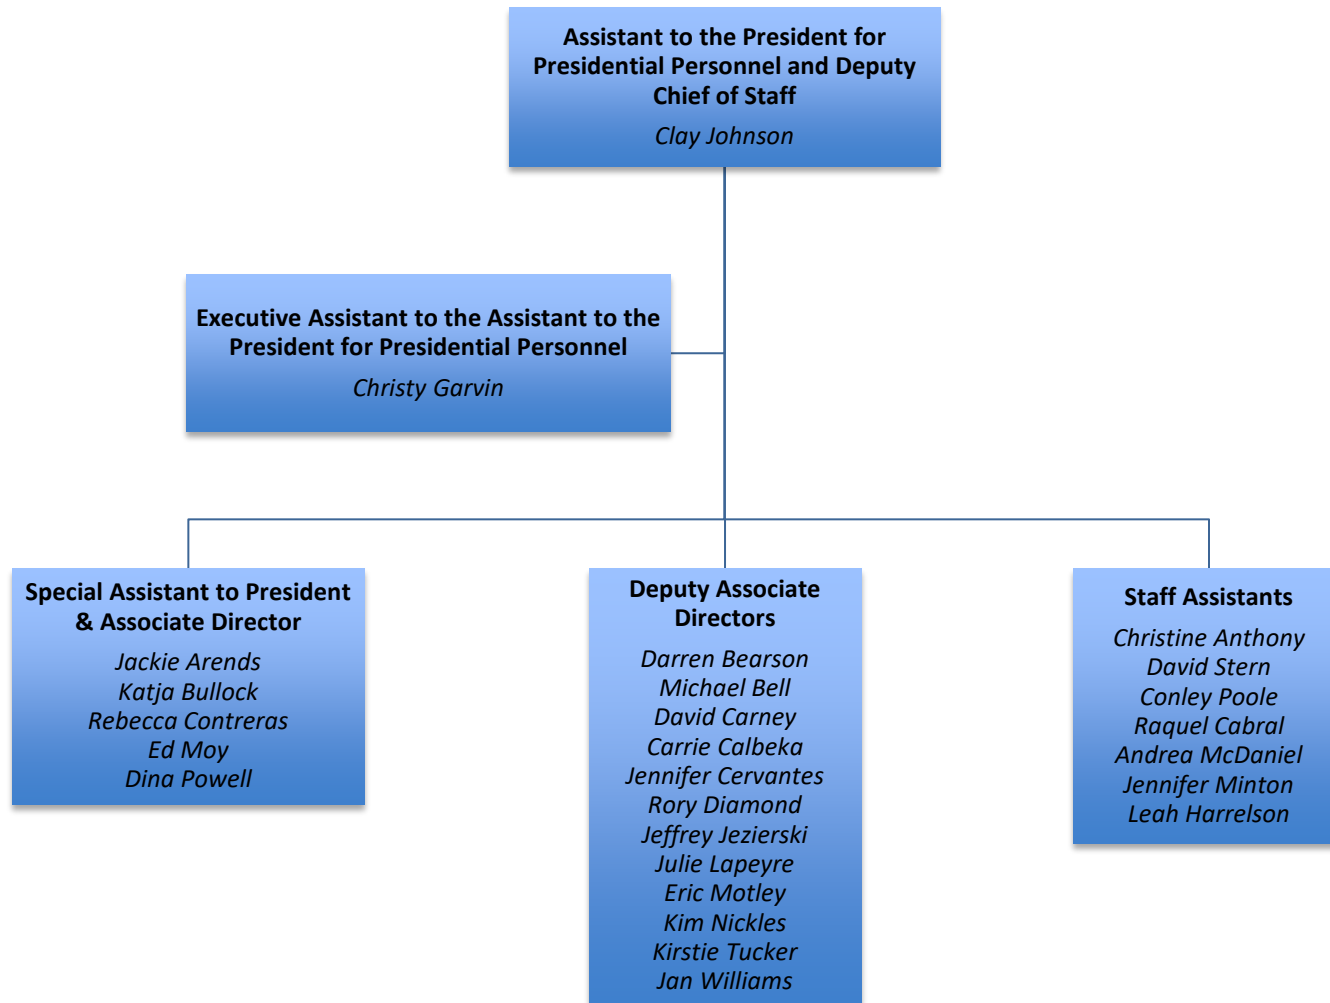 Assistant to the President for
Presidential Personnel and Deputy
Chief of Staff
Clay Johnson
Executive Assistant to the Assistant to the
President for Presidential Personnel
Christy Garvin
Special Assistant to President
& Associate Director
Jackie Arends
Katja Bullock
Rebecca Contreras
Ed Moy
Dina Powell
Deputy Associate
Directors
Darren Bearson
Michael Bell
David Carney
Carrie Calbeka
Jennifer Cervantes
Rory Diamond
Jeffrey Jezierski
Julie Lapeyre
Eric Motley
Kim Nickles
Kirstie Tucker
Jan Williams
Staff Assistants
Christine Anthony
David Stern
Conley Poole
Raquel Cabral
Andrea McDaniel
Jennifer Minton
Leah Harrelson